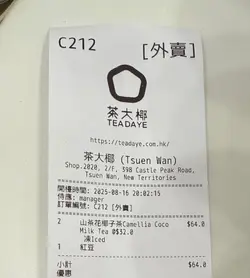 C212 [外賣]
茶大椰
TEADAYE
https://teadaye.com.hk/
茶大椰 (Tsuen Wan)
Shop.2020, 2/F, 398 Castle Peak Road,
Tsuen Wan, New Territories
開檯時間: 2025-08-16 20:02:15
侍應: manager
訂單編號: C212 [外賣]
2 山茶花椰子茶Camellia Coco $64.0
Milk Tea @$32.0
凍Iced
1 紅豆
小計 $64.0
優惠